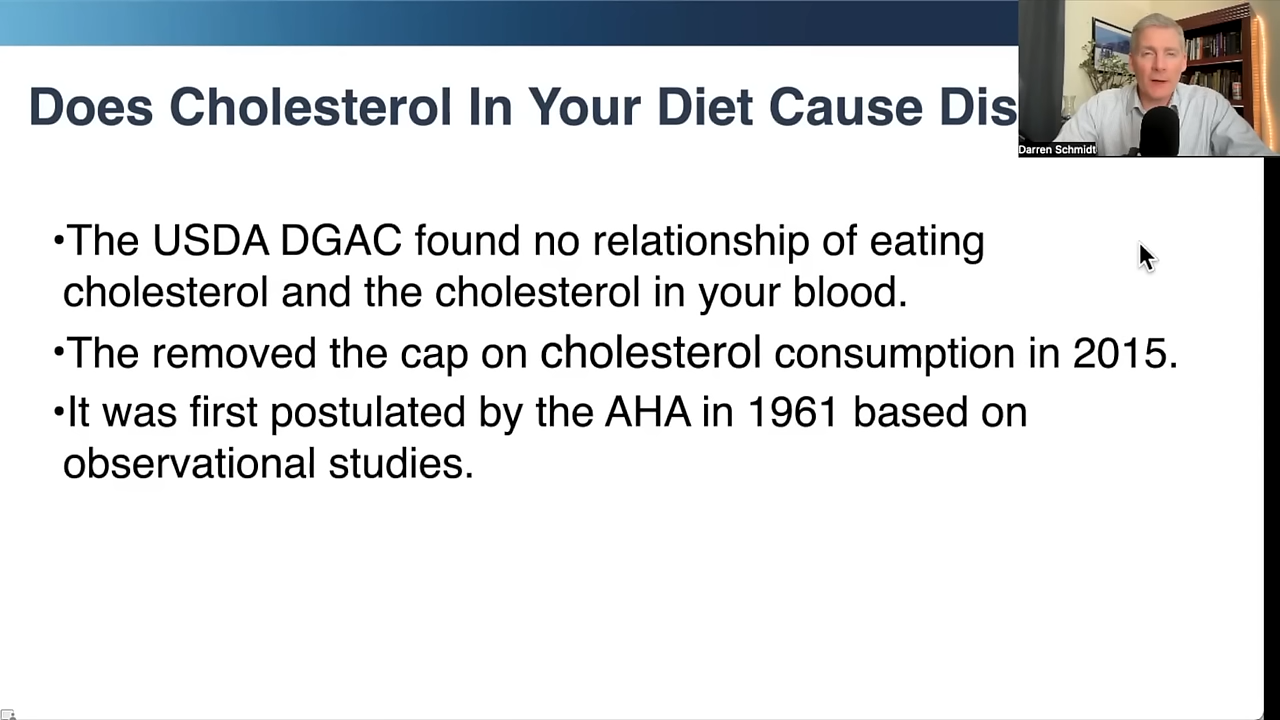 Does Cholesterol In Your Diet Cause Dis
Darren Schmidt
•The USDA DGAC found no relationship of eating
cholesterol and the cholesterol in your blood.
•The removed the cap on cholesterol consumption in 2015.
•It was first postulated by the AHA in 1961 based on
observational studies.